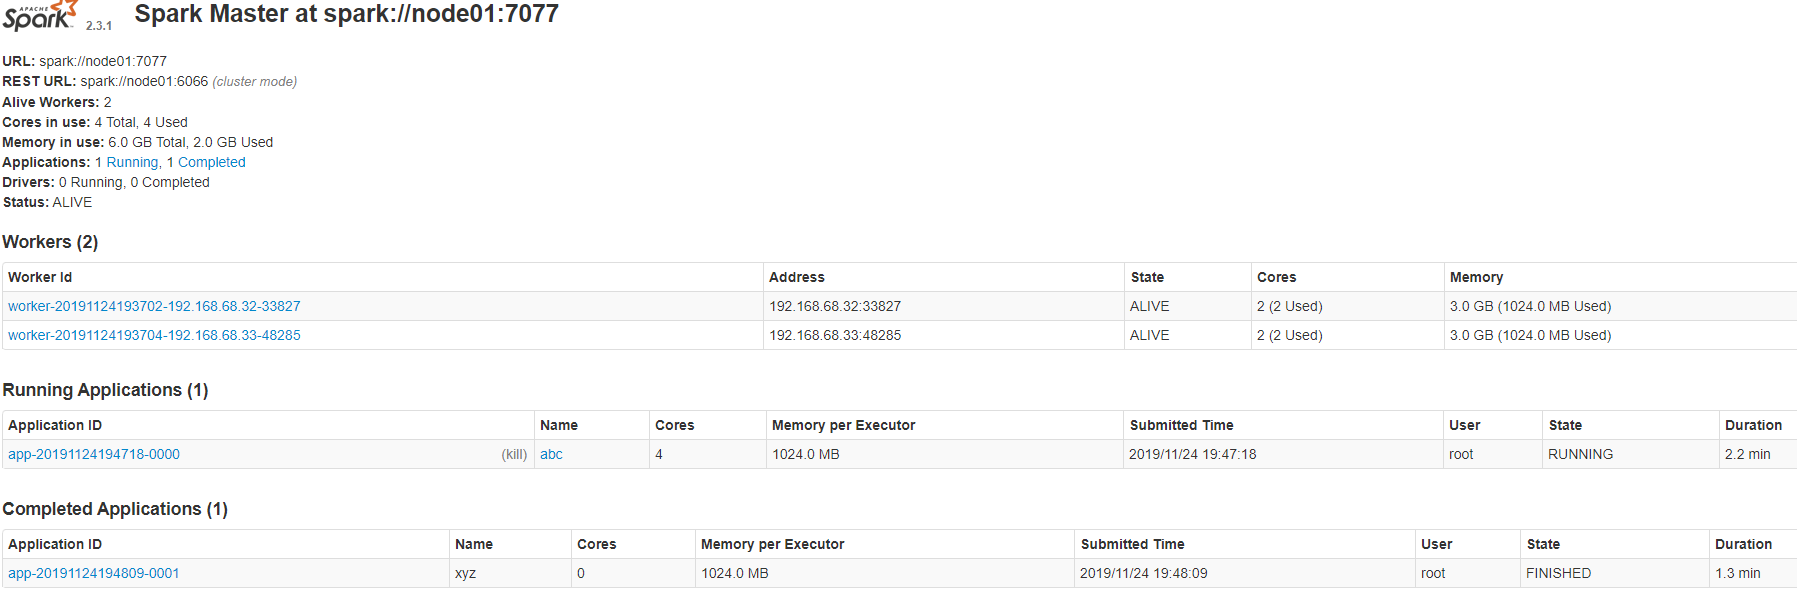 APACHE
Spark 2.3.1 Spark Master at spark://node01:7077
URL: spark://node01:7077
REST URL: spark://node01:6066 (cluster mode)
Alive Workers: 2
Cores in use: 4 Total, 4 Used
Memory in use: 6.0 GB Total, 2.0 GB Used
Applications: 1 Running, 1 Completed
Drivers: 0 Running, 0 Completed
Status: ALIVE
Workers (2)
Worker Id Address State Cores Memory
worker-20191124193702-192.168.68.32-33827 192.168.68.32:33827 ALIVE 2 (2 Used) 3.0 GB (1024.0 MB Used)
worker-20191124193704-192.168.68.33-48285 192.168.68.33:48285 ALIVE 2 (2 Used) 3.0 GB (1024.0 MB Used)
Running Applications (1)
Application ID Name Cores Memory per Executor Submitted Time User State Duration
app-20191124194718-0000 (kill) abc 4 1024.0 MB 2019/11/24 19:47:18 root RUNNING 2.2 min
Completed Applications (1)
Application ID Name Cores Memory per Executor Submitted Time User State Duration
app-20191124194809-0001 xyz 0 1024.0 MB 2019/11/24 19:48:09 root FINISHED 1.3 min